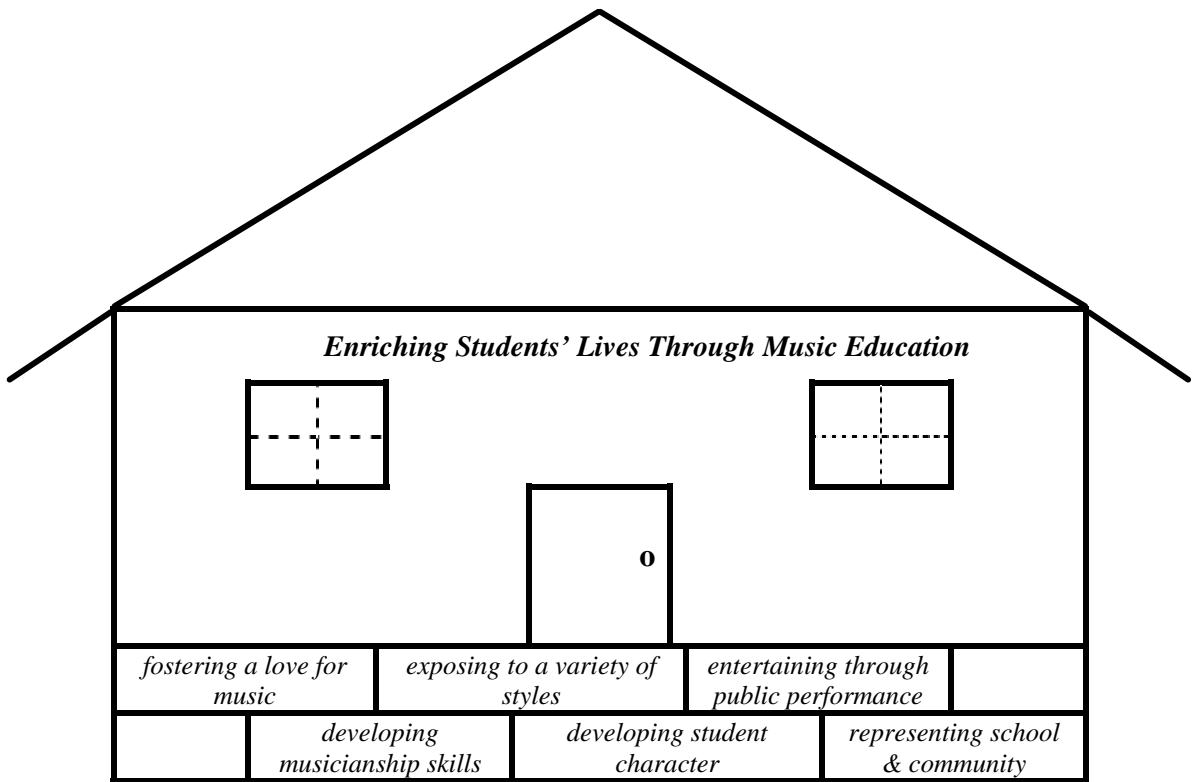 Enriching Students’ Lives Through Music Education
o
fostering a love for
music
exposing to a variety of
styles
entertaining through
public performance
developing
musicianship skills
developing student
character
representing school
& community